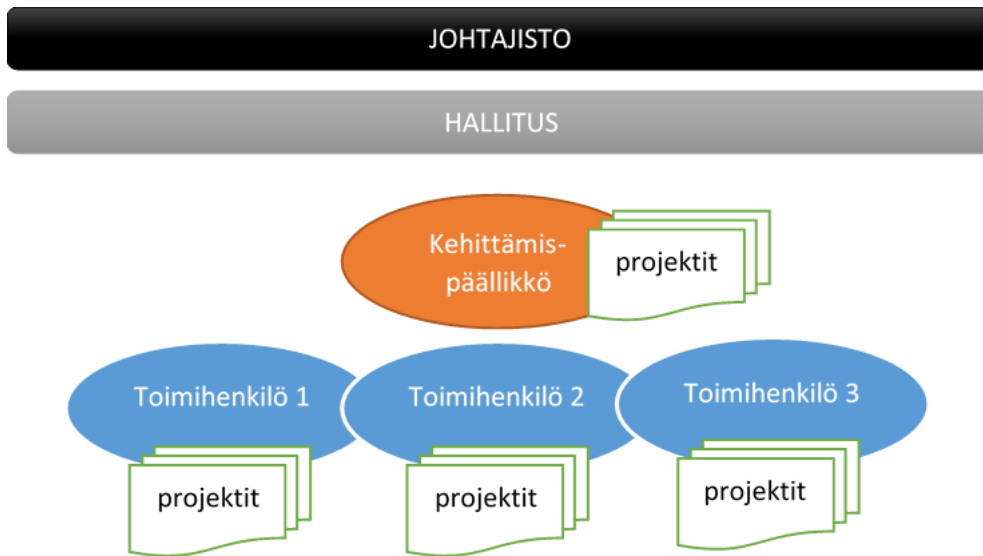 JOHTAJISTO
HALLITUS
Kehittämis-
päällikkö
projektit
Toimihenkilö 1
Toimihenkilö 2
Toimihenkilö 3
projektit
projektit
projektit